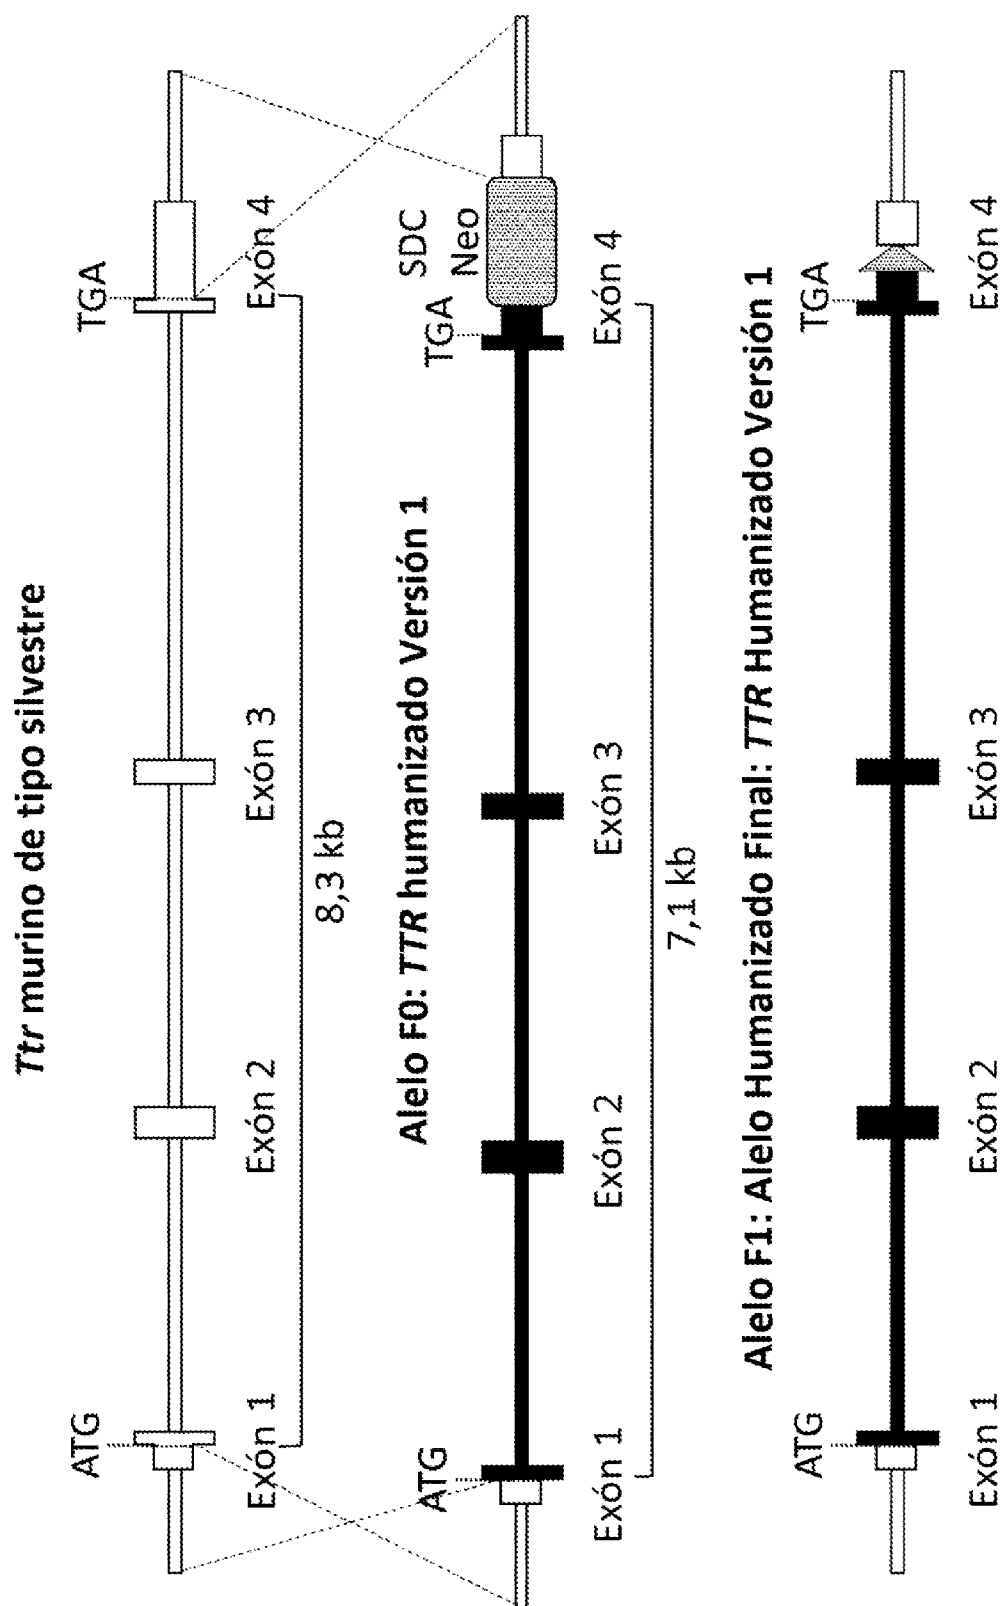 Ttr murino de tipo silvestre
ATG
TGA
Exón 1
Exón 2
Exón 3
Exón 4
8,3 kb
Alelo F0: TTR humanizado Versión 1
ATG
TGA
SDC
Neo
Exón 1
Exón 2
Exón 3
Exón 4
7,1 kb
Alelo F1: Alelo Humanizado Final: TTR Humanizado Versión 1
ATG
TGA
Exón 1
Exón 2
Exón 3
Exón 4